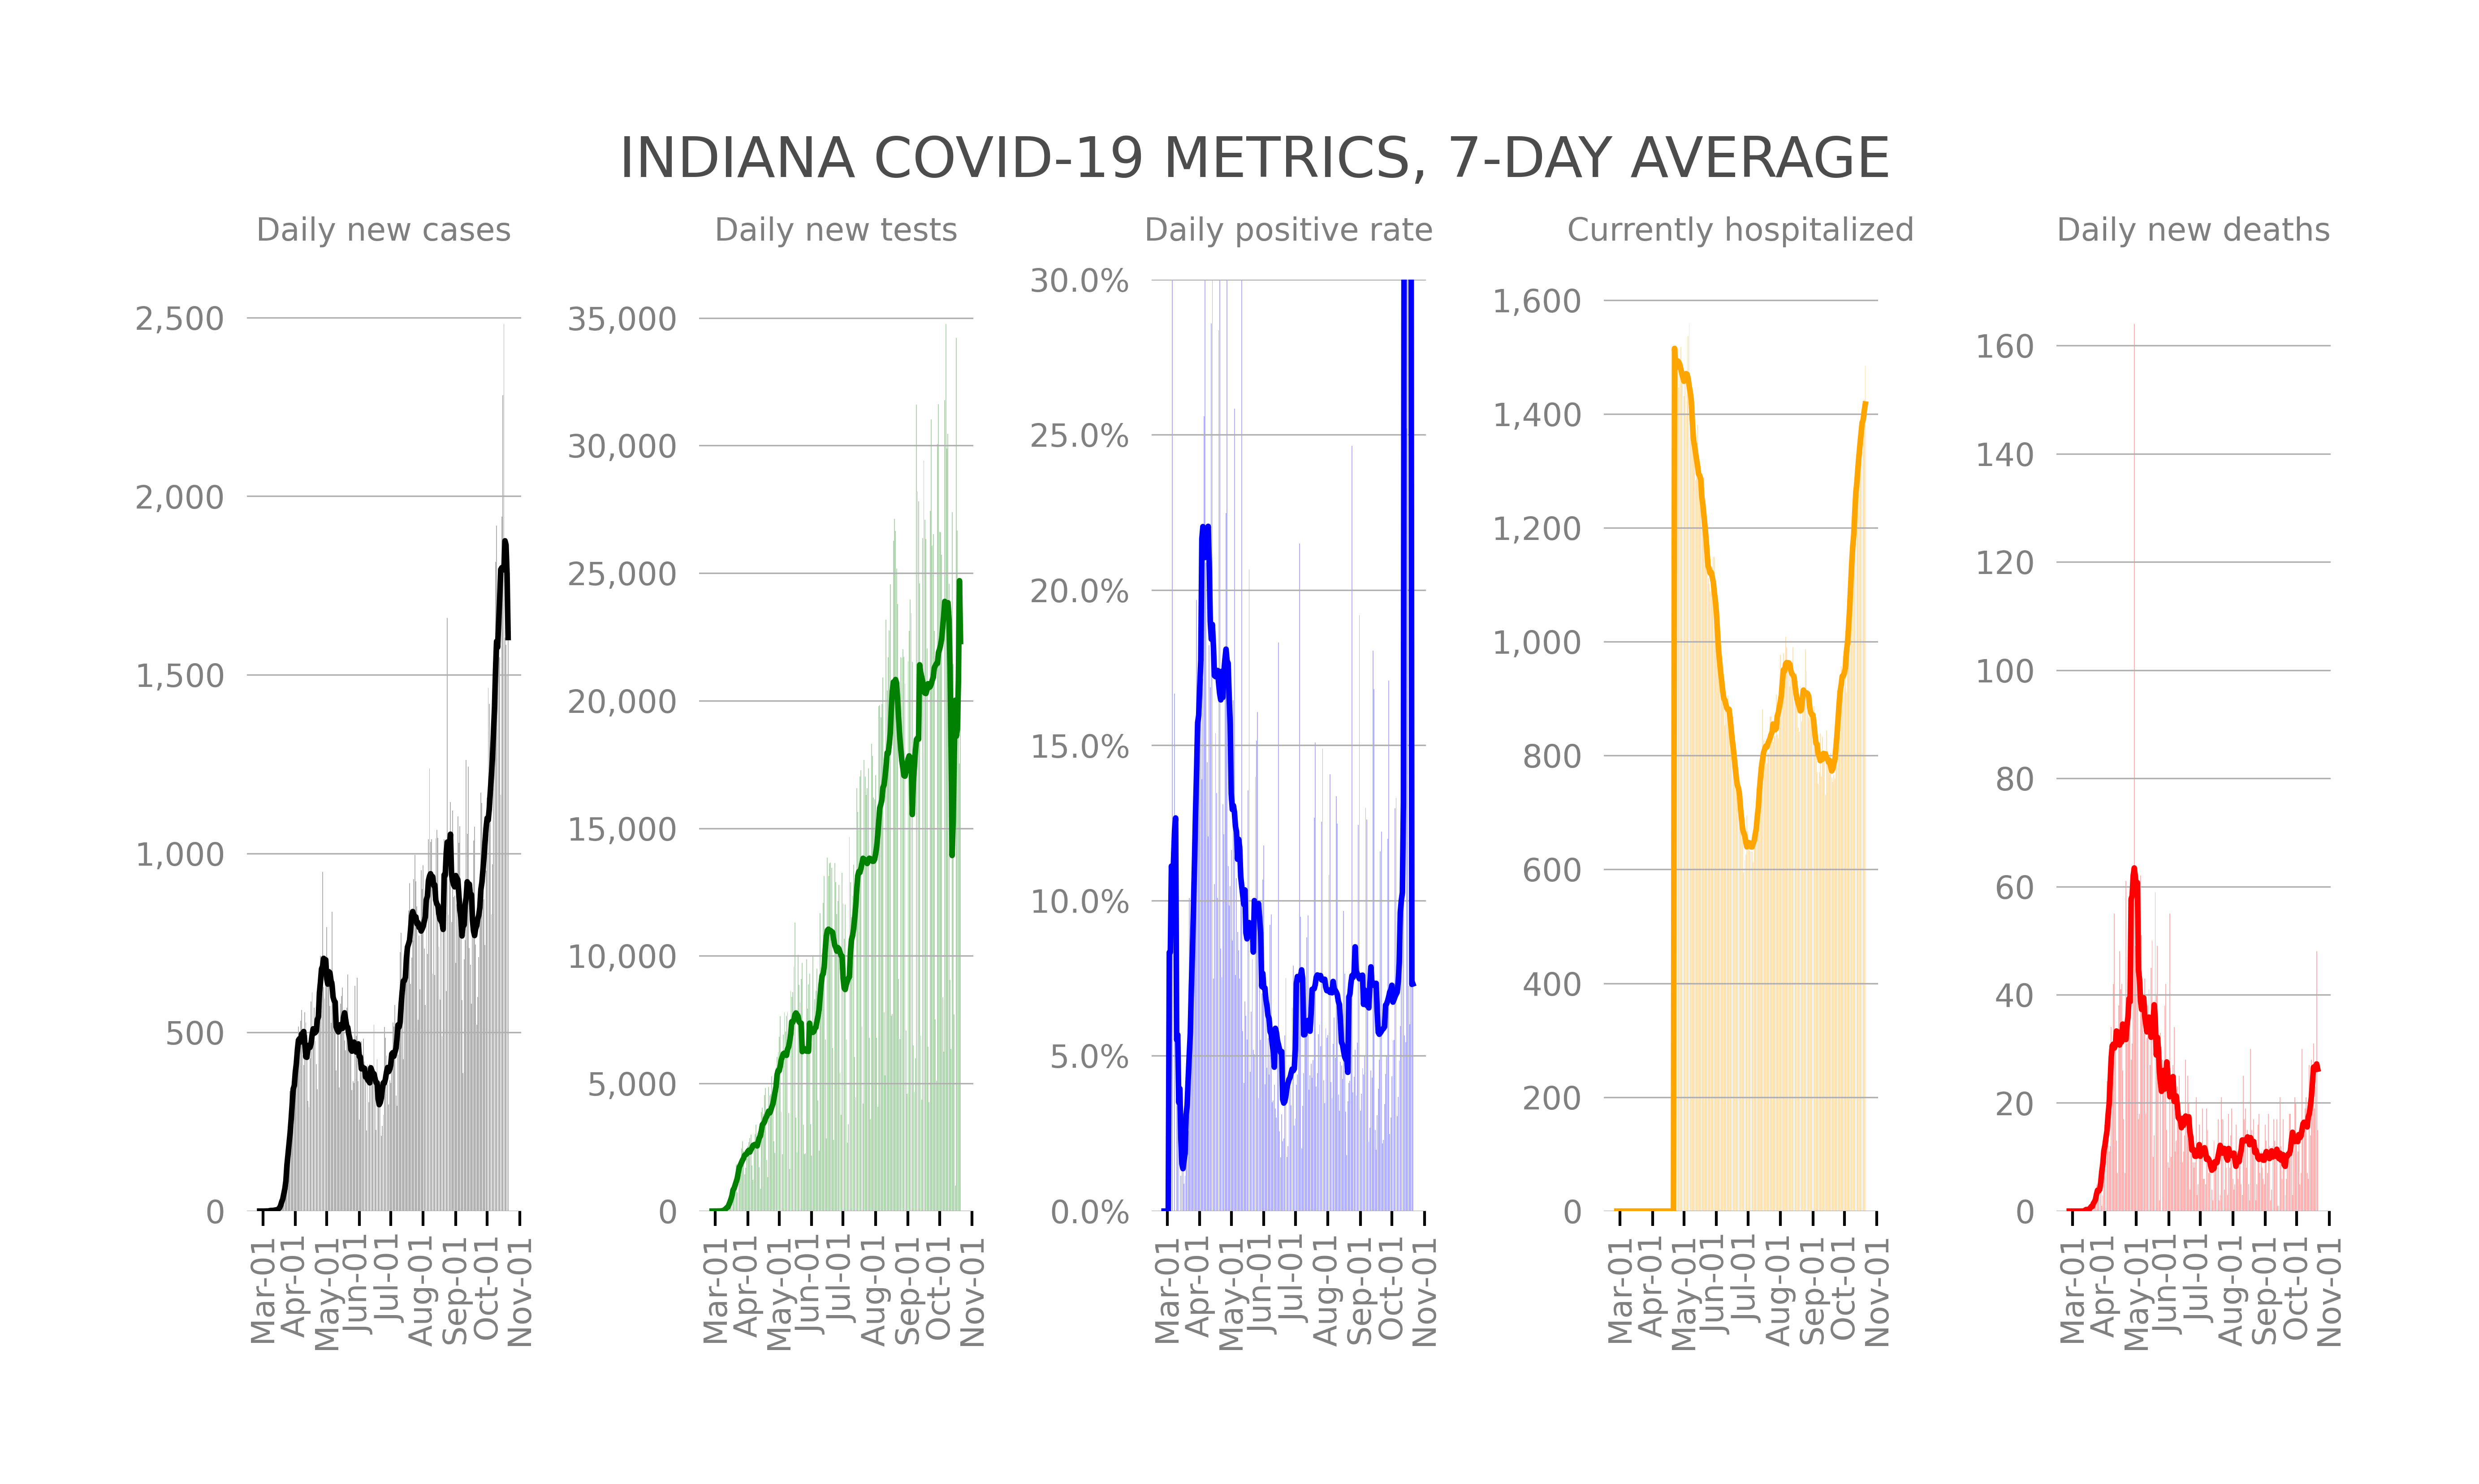 INDIANA COVID-19 METRICS, 7-DAY AVERAGE
Daily new cases
2,500
2,000
1,500
1,000
500
0
Mar-01
Apr-01
May-01
Jun-01
Jul-01
Aug-01
Sep-01
Oct-01
Nov-01
Daily new tests
35,000
30,000
25,000
20,000
15,000
10,000
5,000
0
Mar-01
Apr-01
May-01
Jun-01
Jul-01
Aug-01
Sep-01
Oct-01
Nov-01
Daily positive rate
30.0%
25.0%
20.0%
15.0%
10.0%
5.0%
0.0%
Mar-01
Apr-01
May-01
Jun-01
Jul-01
Aug-01
Sep-01
Oct-01
Nov-01
Currently hospitalized
1,600
1,400
1,200
1,000
800
600
400
200
0
Mar-01
Apr-01
May-01
Jun-01
Jul-01
Aug-01
Sep-01
Oct-01
Nov-01
Daily new deaths
160
140
120
100
80
60
40
20
0
Mar-01
Apr-01
May-01
Jun-01
Jul-01
Aug-01
Sep-01
Oct-01
Nov-01